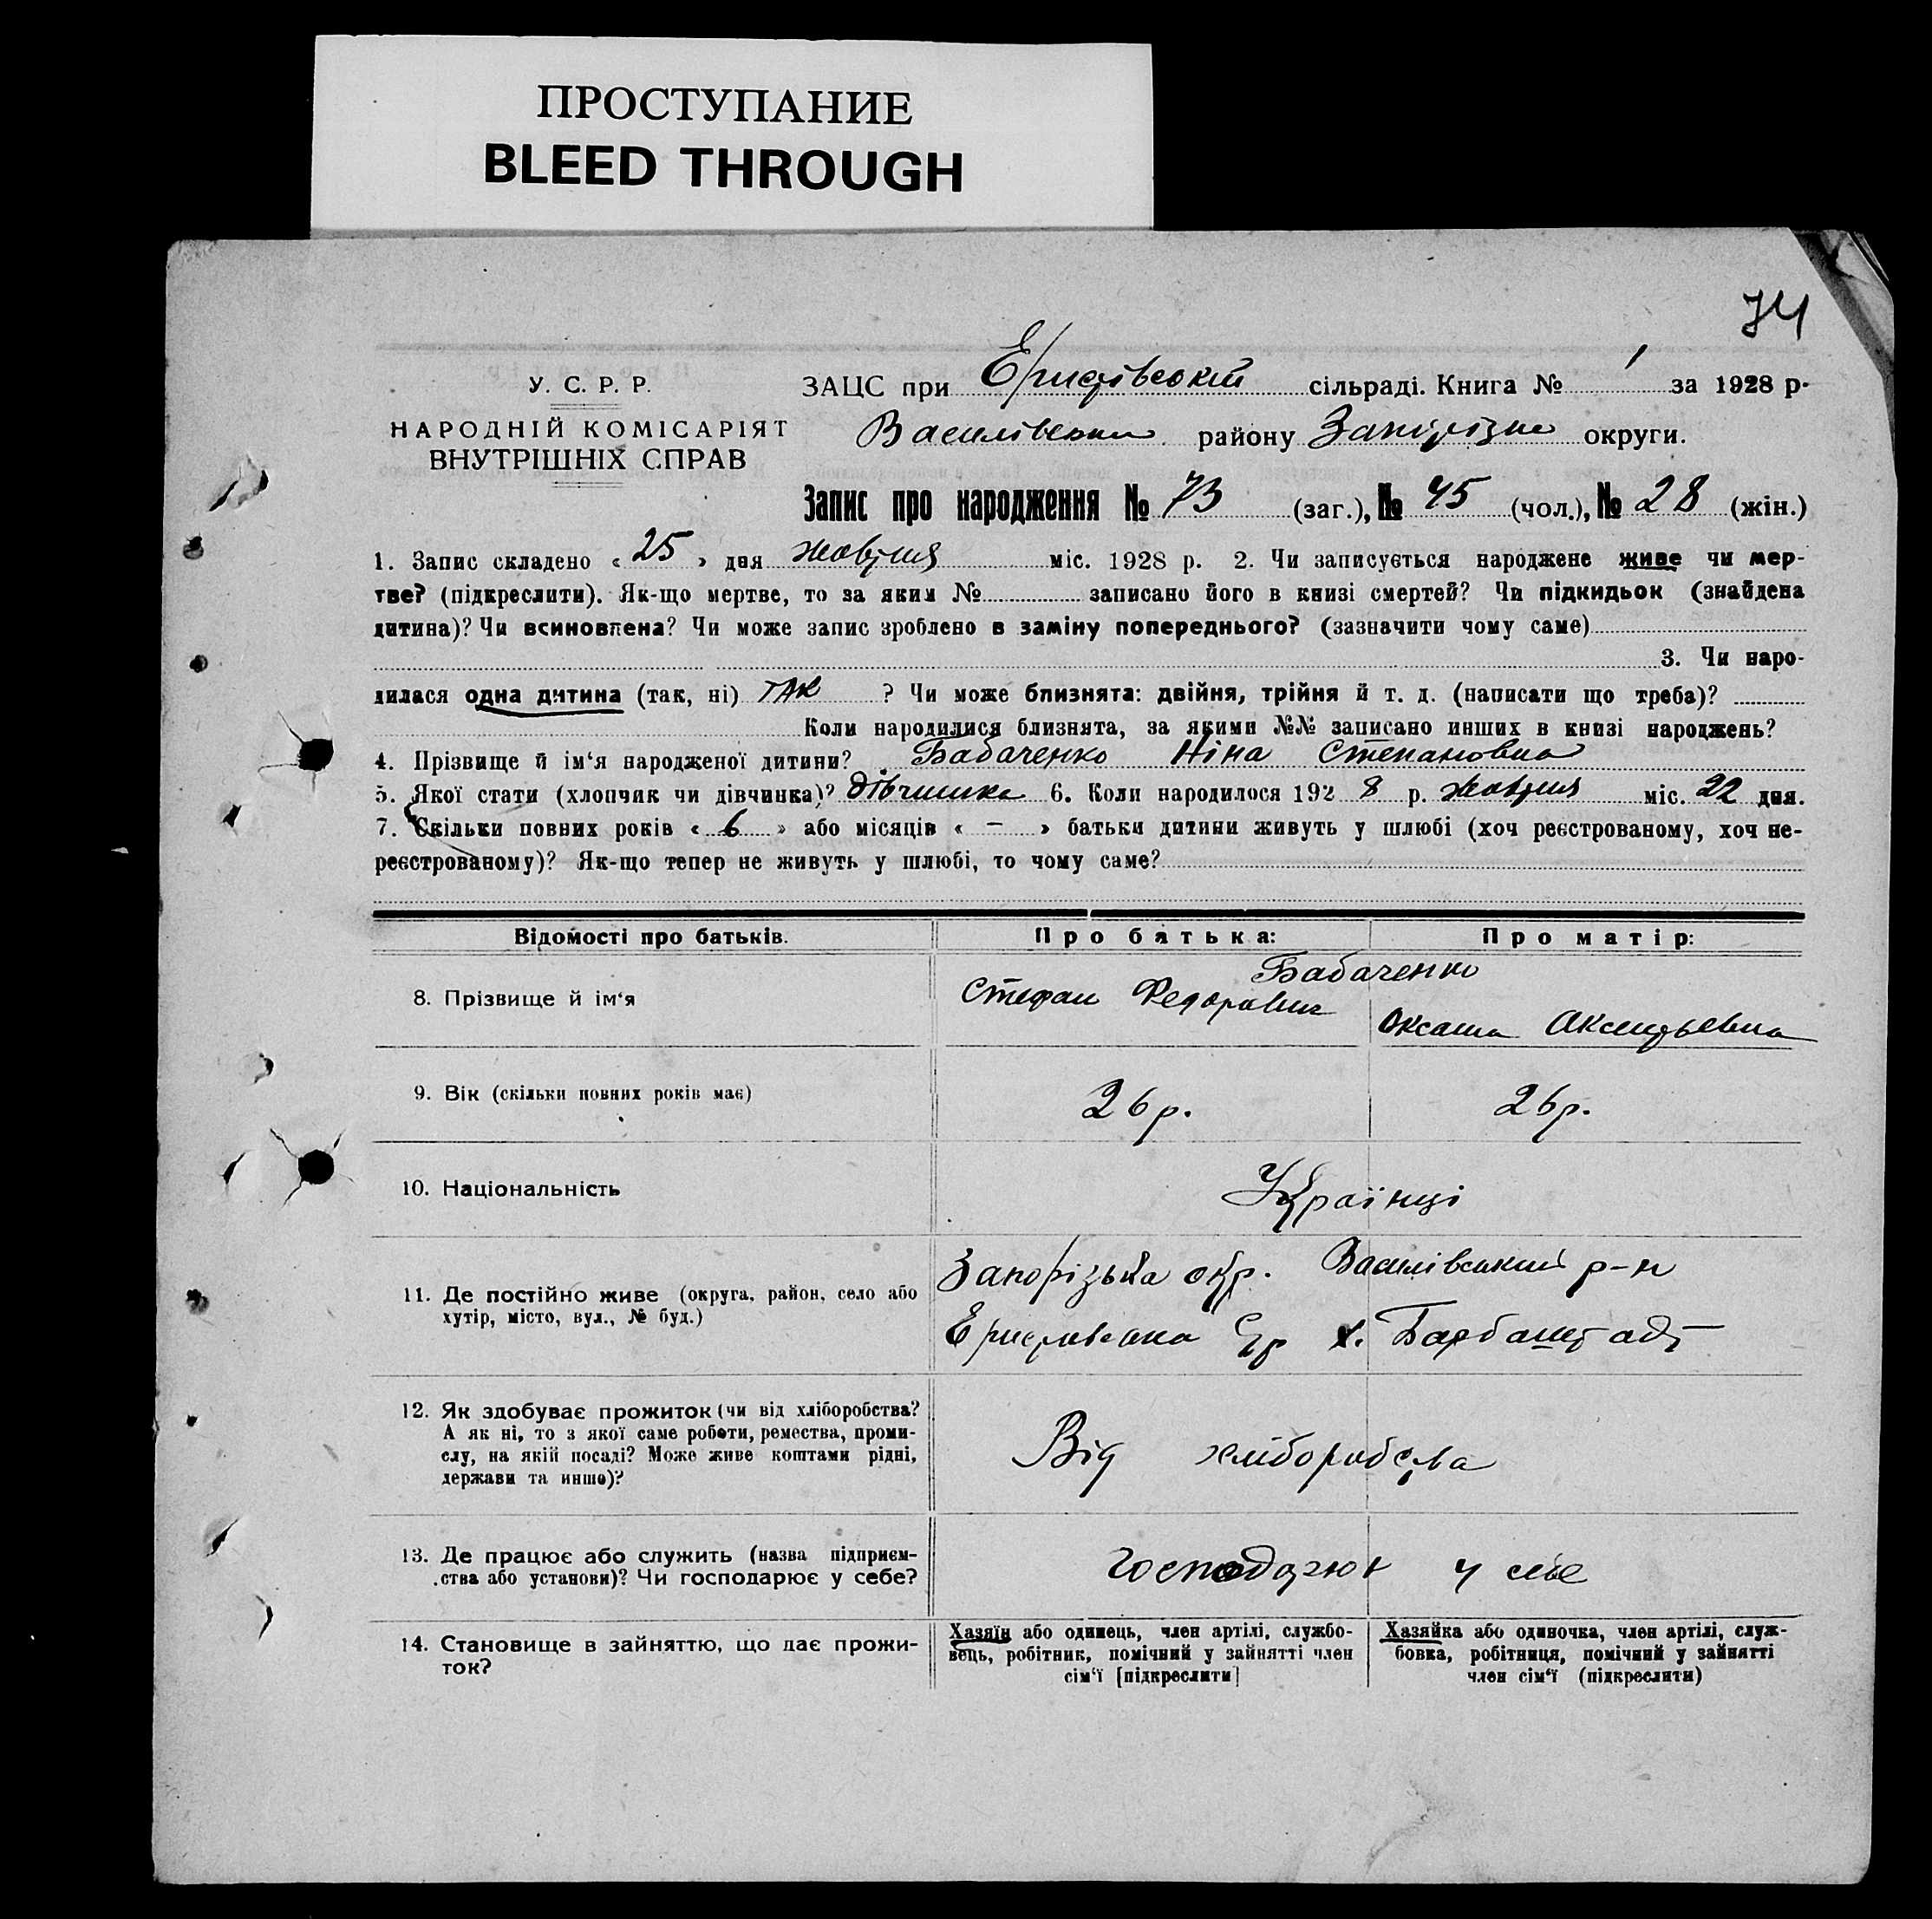 ПРОСТУПАНИЕ
BLEED THROUGH
74
У. С. Р. Р.
НАРОДНІЙ КОМІСАРІЯТ
ВНУТРІШНІХ СПРАВ
ЗАЦС при Еристівській сільраді. Книга № 1 за 1928 р.
Василівськи району округи.
Запис про народження № 73 (заг.), № 45 (чол.), № 28 (жін.)
1. Запис складено « 25 » дня жовтня міс. 1928 р. 2. Чи записується народжене живе чи мер-
тве? (підкреслити). Як-що мертве, то за яким № записано його в книзі смертей? Чи підкидьок (знайдена
дитина)? Чи всиновлена? Чи може запис зроблено в заміну попереднього? (зазначити чому саме)
3. Чи наро-
дилася одна дитина (так, ні) так ? Чи може близнята: двійня, трійня й т. д. (написати що треба)?
Коли народилися близнята, за якими №№ записано инших в книзі народжень?
4. Прізвище й ім‘я народженої дитини? Бабаченко Ніна Степановна
5. Якої стати (хлопчик чи дівчинка)? дівчинка 6. Коли народилося 192 8 р. жовтня міс. 22 дня.
7. Скільки повних років « 6 » або місяців « — » батьки дитини живуть у шлюбі (хоч реєстрованому, хоч не-
реєстрованому)? Як-що тепер не живуть у шлюбі, то чому саме?
Відомості про батьків. Про батька: Про матір:
Бабаченко
8. Прізвище й ім‘я Стефан Федорович Оксана Аксентьевна
9. Вік (скільки повних років має) 26 р. 26 р.
10. Національність Українці
11. Де постійно живе (округа, район, село або
хутір, місто, вул., № буд.)
Запорізька окр. Василівський р-н
Еристовська с/р х.
12. Як здобуває прожиток (чи від хліборобства?
А як ні, то з якої саме роботи, ремества, проми-
слу, на якій посаді? Може живе коштами рідні,
держави та инше)?
Від хліборобства
13. Де працює або служить (назва підприєм-
ства або установи)? Чи господарює у себе?
господарюют у себе
14. Становище в зайняттю, що дає прожи-
ток?
Хазяїн або одинець, член артілі, службо-
вець, робітник, помічний у зайнятті член
сім‘ї [підкреслити]
Хазяйка або одиночка, член артілі, служ-
бовка, робітниця, помічний у зайнятті
член сім‘ї (підкреслити)